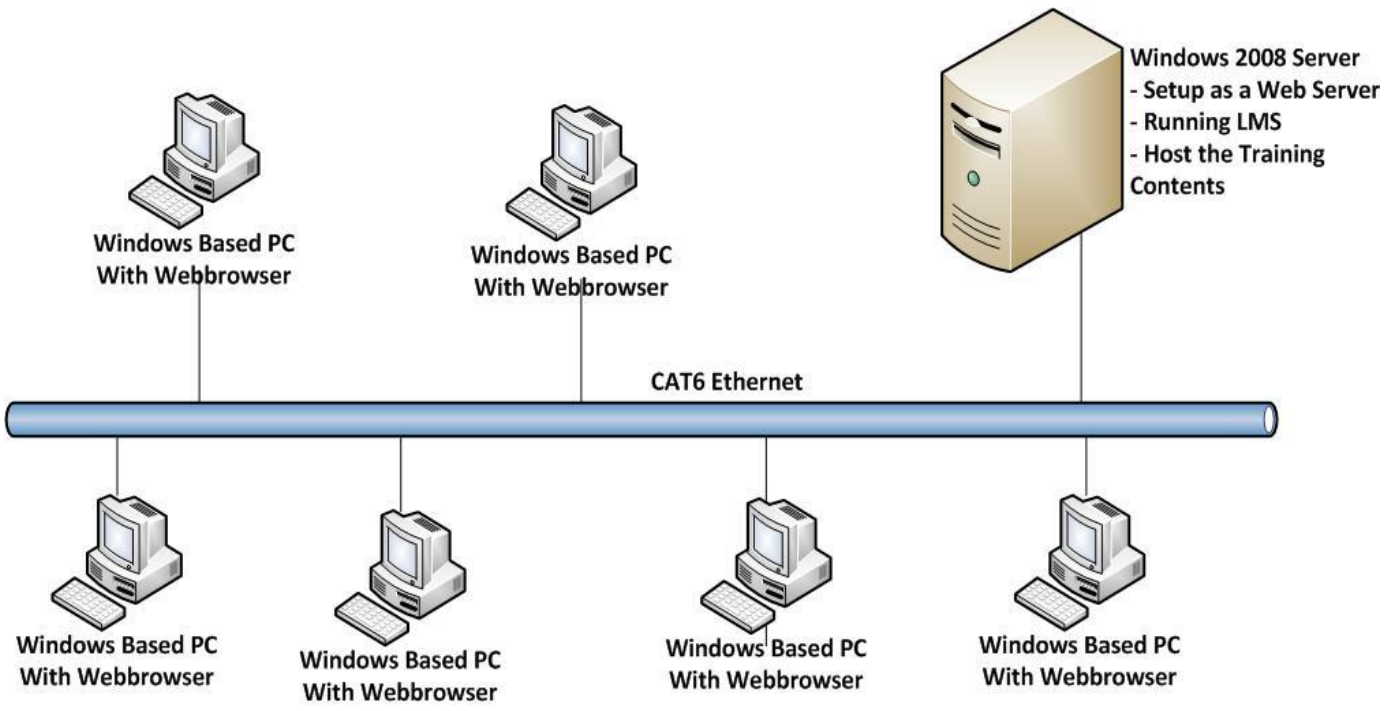 Windows 2008 Server
- Setup as a Web Server
- Running LMS
- Host the Training
Contents
Windows Based PC
With Webbrowser
Windows Based PC
With Webbrowser
CAT6 Ethernet
Windows Based PC
With Webbrowser
Windows Based PC
With Webbrowser
Windows Based PC
With Webbrowser
Windows Based PC
With Webbrowser